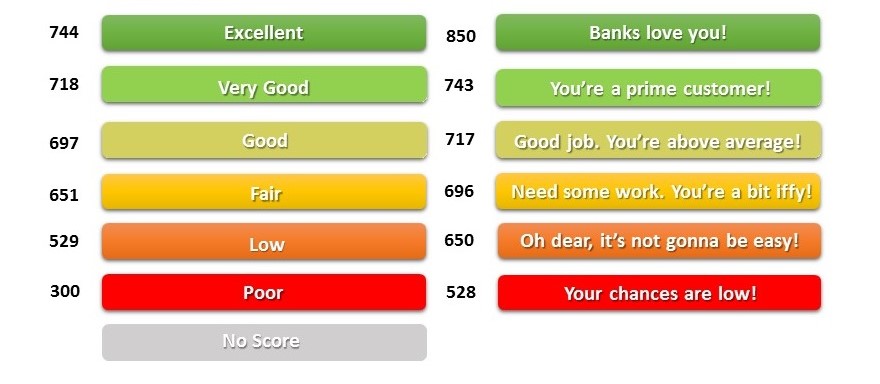 744 Excellent 850 Banks love you!
718 Very Good 743 You're a prime customer!
697 Good 717 Good job. You're above average!
651 Fair 696 Need some work. You're a bit iffy!
529 Low 650 Oh dear, it's not gonna be easy!
300 Poor 528 Your chances are low!
No Score